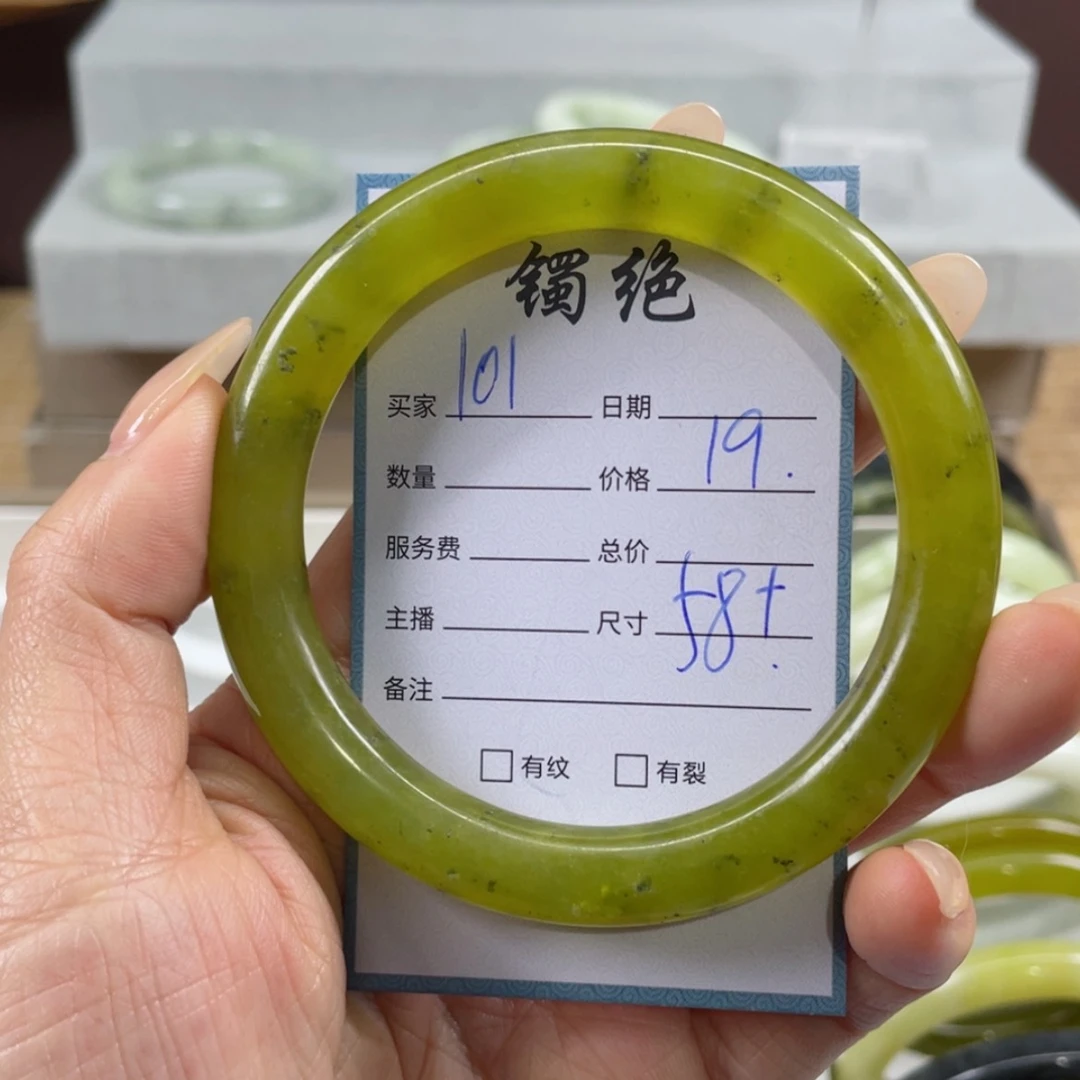 镯绝
买家 101 日期
数量 价格 19.
服务费 总价
主播 尺寸 58+.
备注
□有纹 □有裂